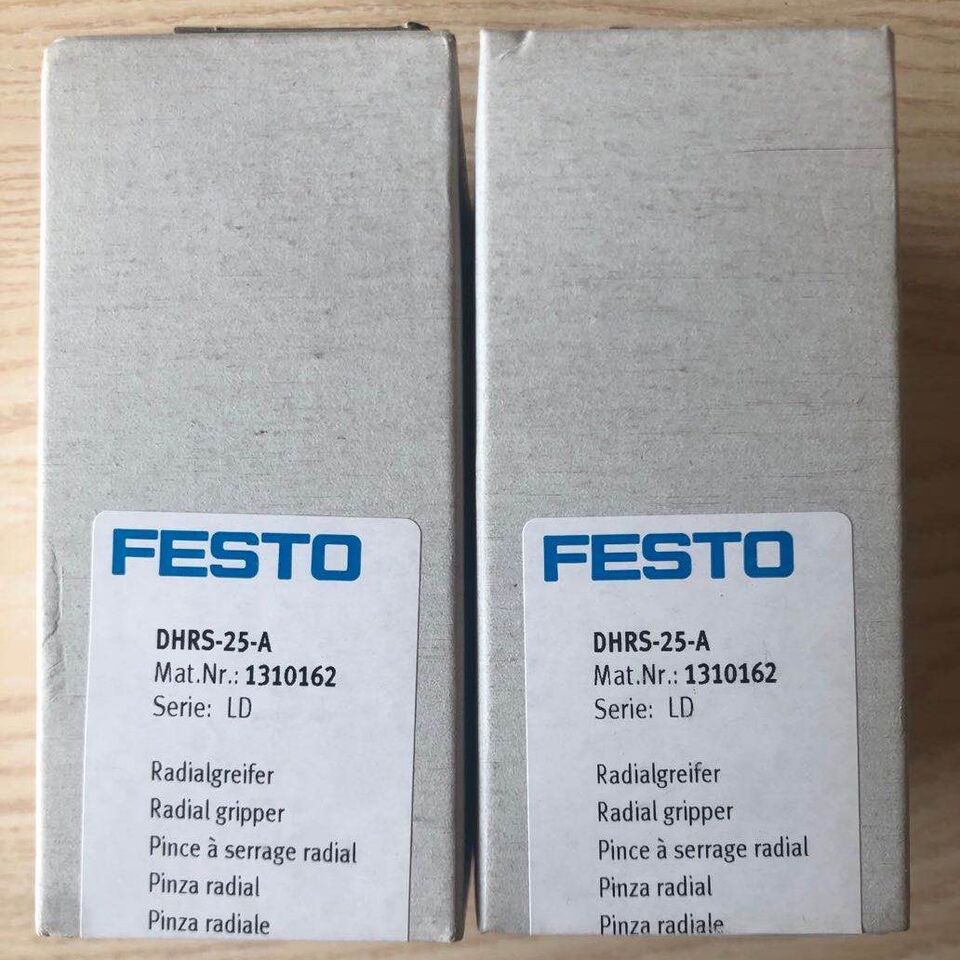 FESTO
DHRS-25-A
Mat.Nr.: 1310162
Serie: LD
Radialgreifer
Radial gripper
Pince à serrage radial
Pinza radial
Pinza radiale
FESTO
DHRS-25-A
Mat.Nr.: 1310162
Serie: LD
Radialgreifer
Radial gripper
Pince à serrage radial
Pinza radial
Pinza radiale